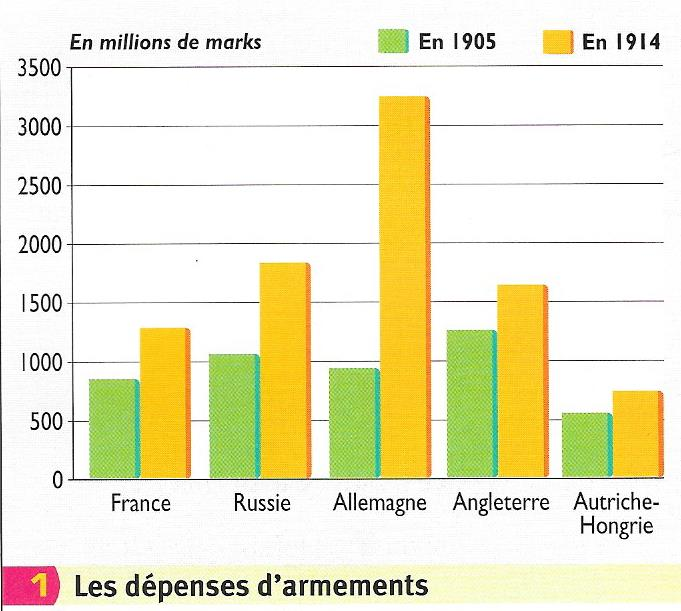 En millions de marks
En 1905
En 1914
3500
3000
2500
2000
1500
1000
500
0
France
Russie
Allemagne
Angleterre
Autriche-
Hongrie
1 Les dépenses d'armements